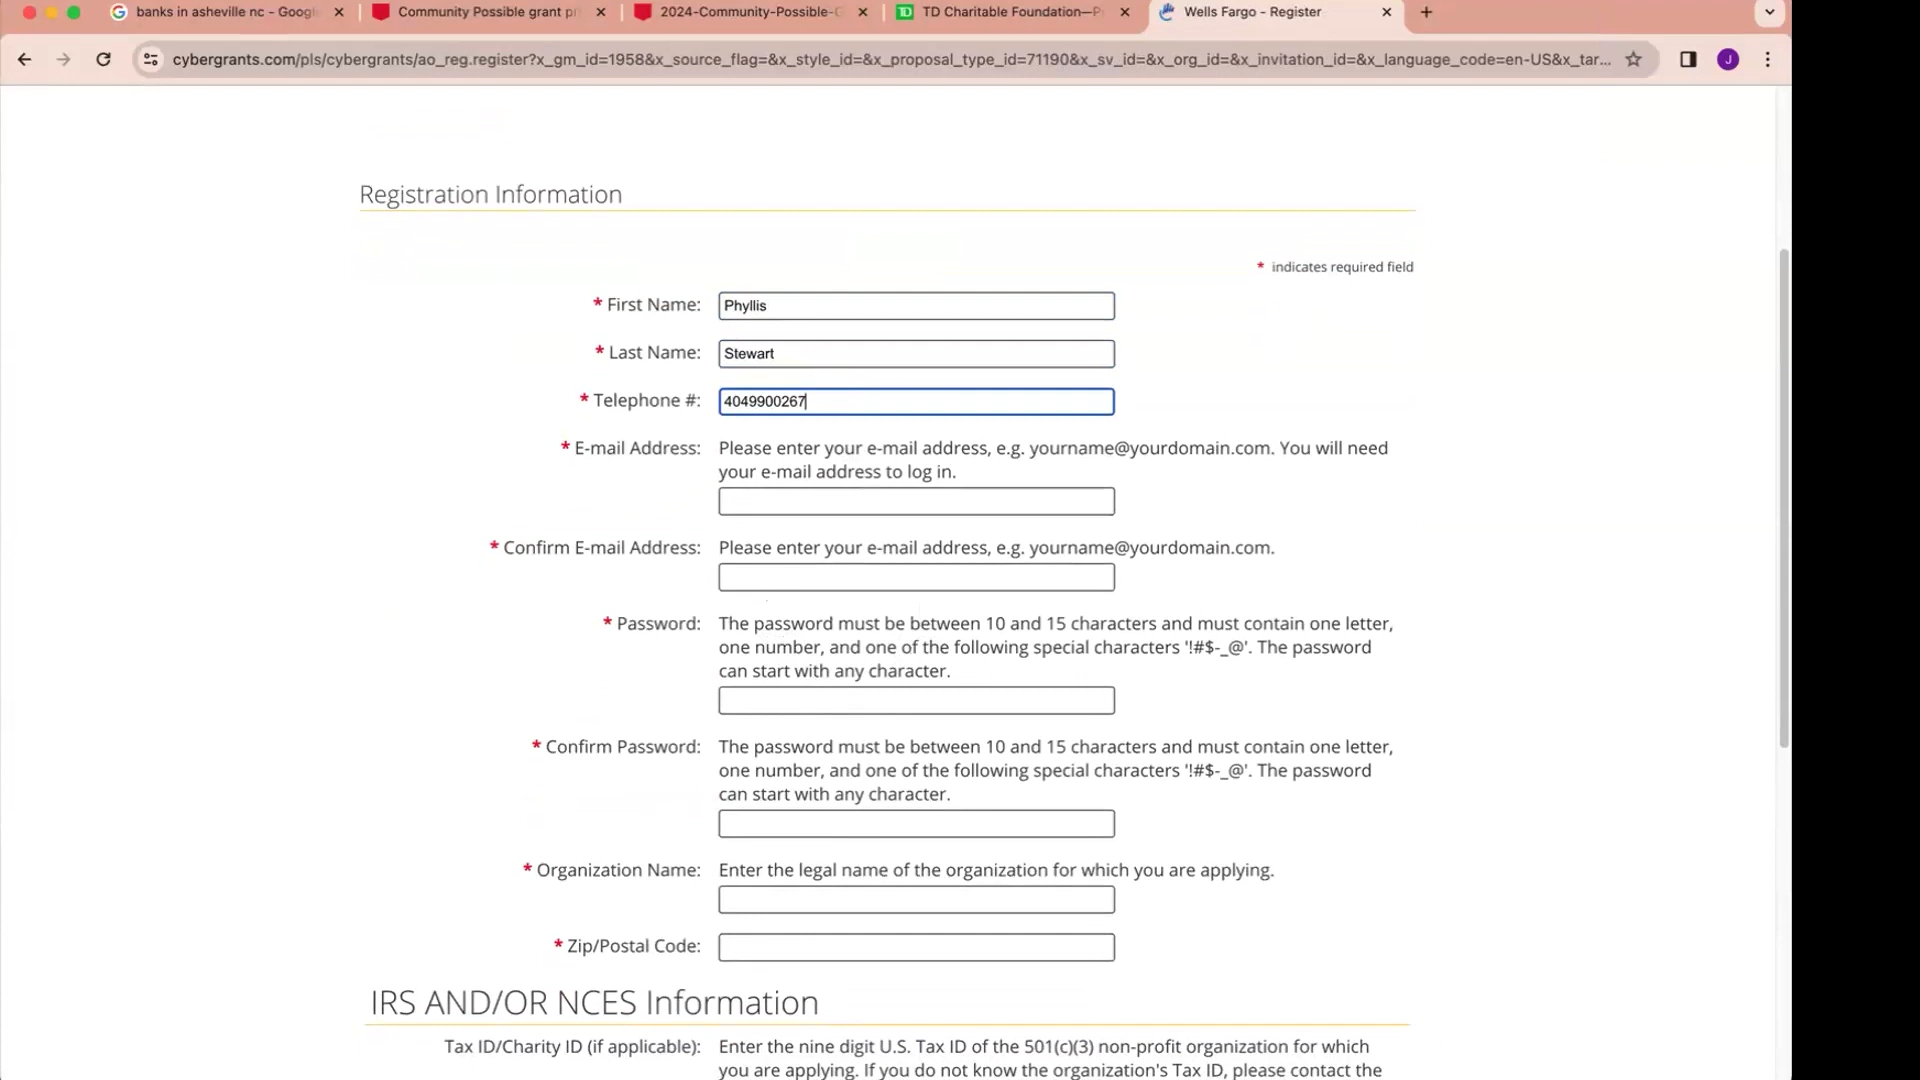 banks in asheville nc - Googl
Community Possible grant pr
2024-Community-Possible-G
TD Charitable Foundation—P
Wells Fargo - Register
cybergrants.com/pls/cybergrants/ao_reg.register?x_gm_id=1958&x_source_flag=&x_style_id=&x_proposal_type_id=71190&x_sv_id=&x_org_id=&x_invitation_id=&x_language_code=en-US&x_tar...
J
Registration Information
* indicates required field
* First Name: Phyllis
* Last Name: Stewart
* Telephone #: 4049900267
* E-mail Address: Please enter your e-mail address, e.g. yourname@yourdomain.com. You will need
your e-mail address to log in.
* Confirm E-mail Address: Please enter your e-mail address, e.g. yourname@yourdomain.com.
* Password: The password must be between 10 and 15 characters and must contain one letter,
one number, and one of the following special characters '!#$-_@'. The password
can start with any character.
* Confirm Password: The password must be between 10 and 15 characters and must contain one letter,
one number, and one of the following special characters '!#$-_@'. The password
can start with any character.
* Organization Name: Enter the legal name of the organization for which you are applying.
* Zip/Postal Code:
IRS AND/OR NCES Information
Tax ID/Charity ID (if applicable): Enter the nine digit U.S. Tax ID of the 501(c)(3) non-profit organization for which
you are applying. If you do not know the organization's Tax ID, please contact the